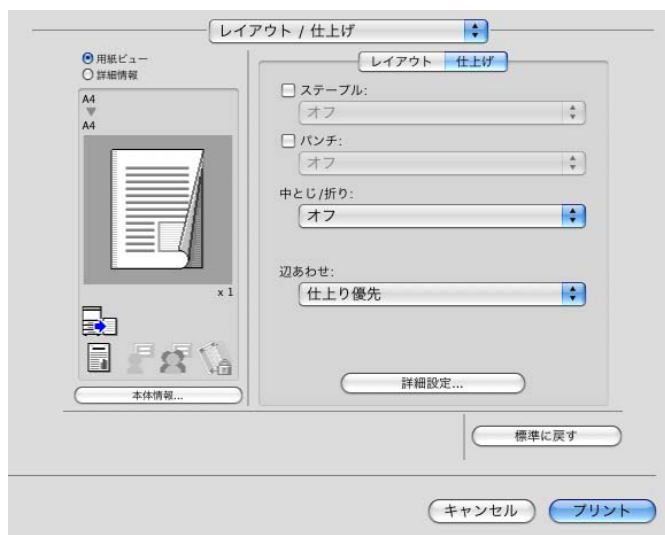 レイアウト / 仕上げ
用紙ビュー
詳細情報
A4
A4
x 1
本体情報...
レイアウト 仕上げ
ステープル:
オフ
パンチ:
オフ
中とじ/折り:
オフ
辺あわせ:
仕上り優先
詳細設定...
標準に戻す
キャンセル プリント